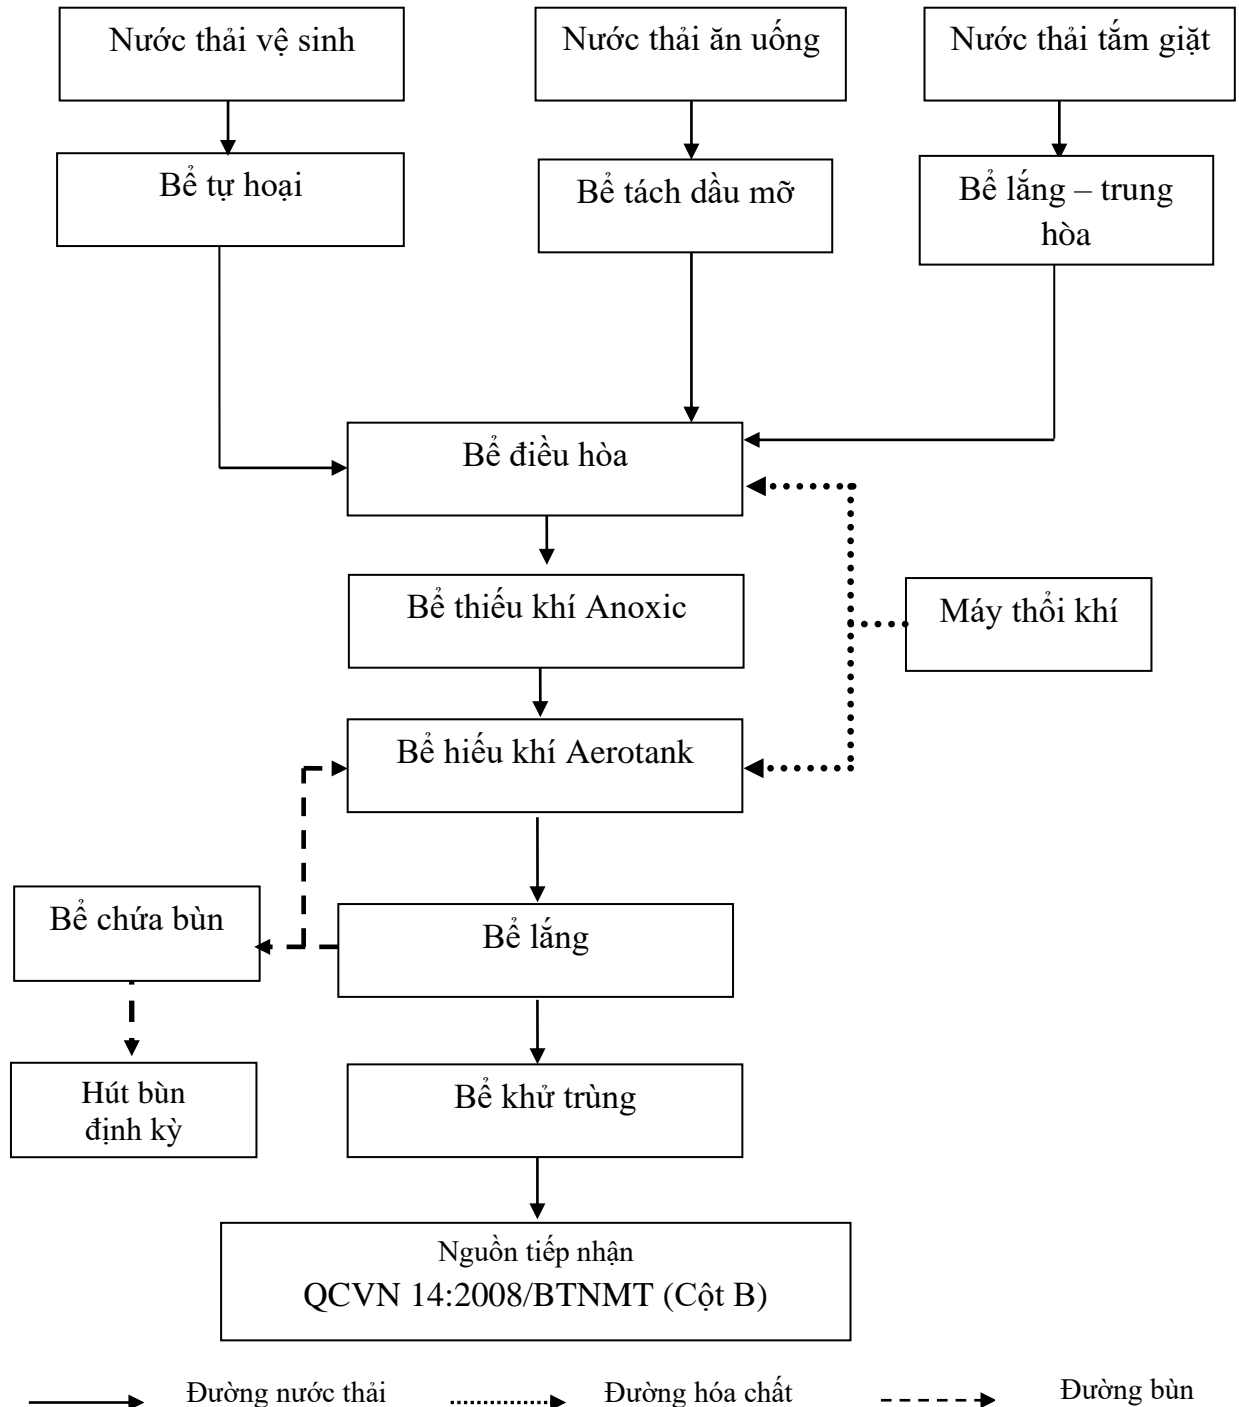 Nước thải vệ sinh
Nước thải ăn uống
Nước thải tắm giặt
Bể tự hoại
Bể tách dầu mỡ
Bể lắng – trung
hòa
Bể điều hòa
Bể thiếu khí Anoxic
Máy thổi khí
Bể hiếu khí Aerotank
Bể chứa bùn
Bể lắng
Hút bùn
định kỳ
Bể khử trùng
Nguồn tiếp nhận
QCVN 14:2008/BTNMT (Cột B)
Đường nước thải
Đường hóa chất
Đường bùn